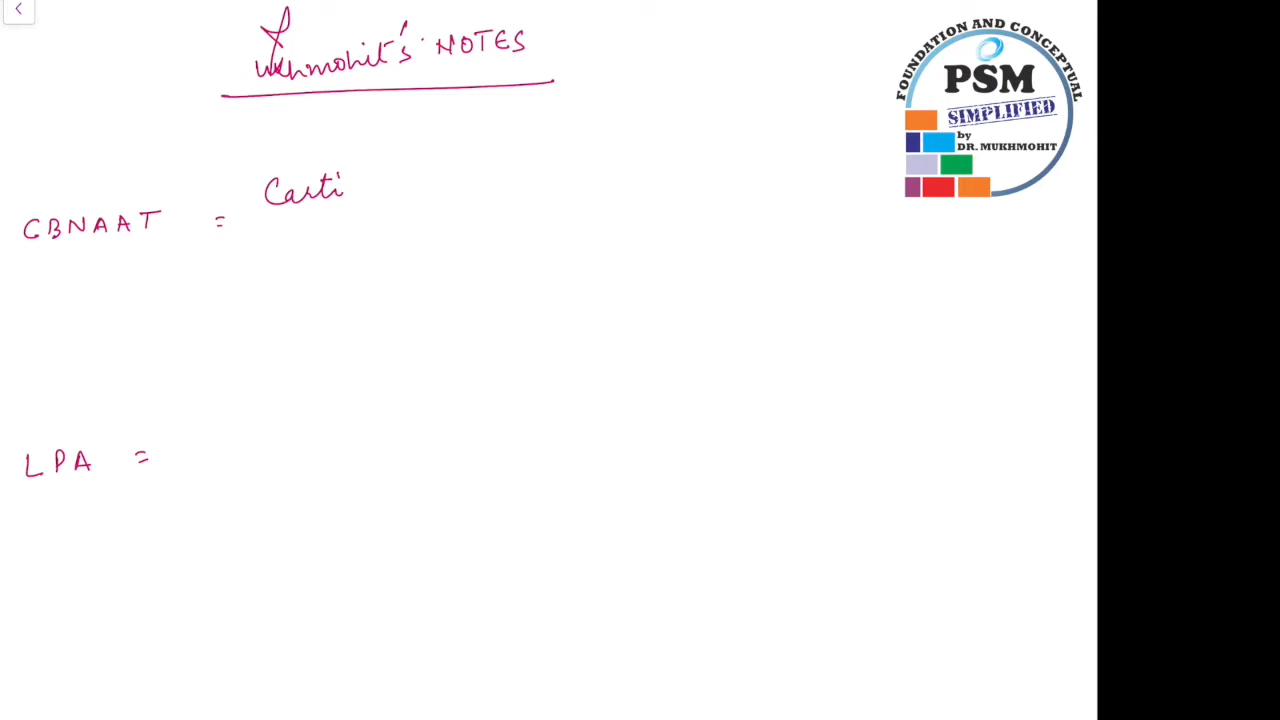 Mukhmohit's NOTES
FOUNDATION AND CONCEPTUAL
PSM
SIMPLIFIED
by
DR. MUKHMOHIT
Carti
CBNAAT =
LPA =